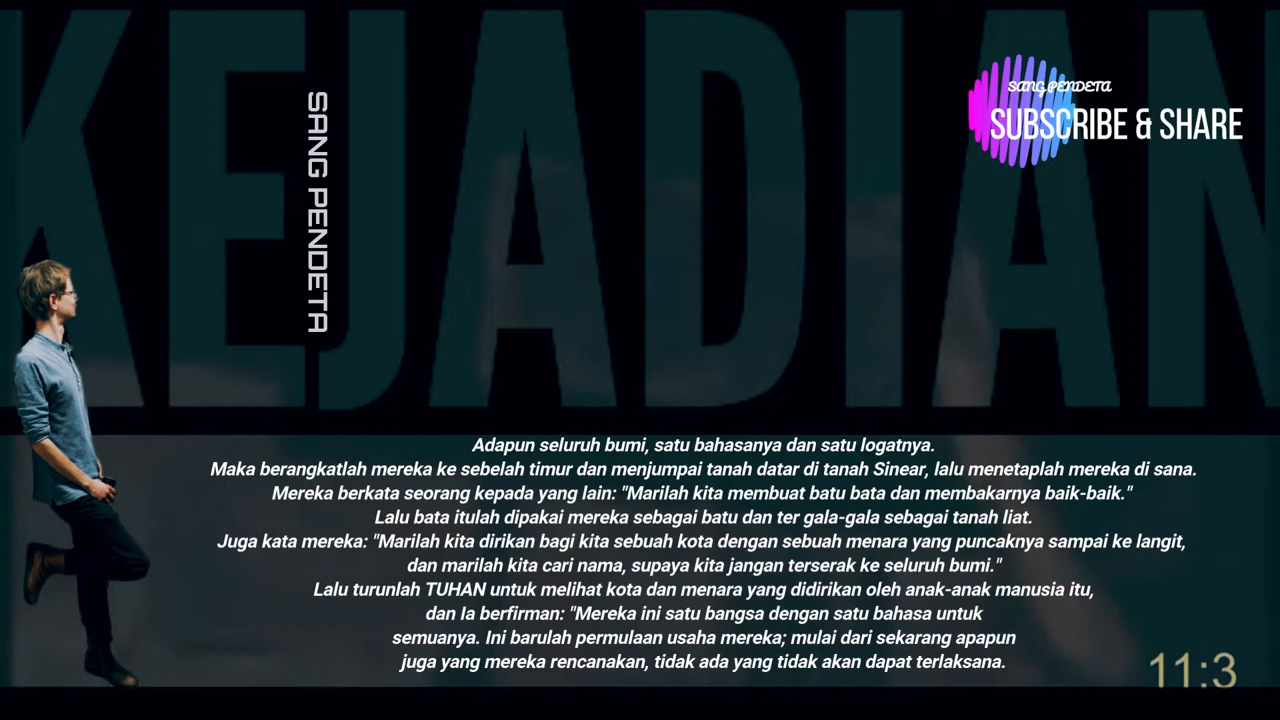 KEJADIAN
SANG PENDETA
SANG PENDETA
SUBSCRIBE & SHARE
Adapun seluruh bumi, satu bahasanya dan satu logatnya.
Maka berangkatlah mereka ke sebelah timur dan menjumpai tanah datar di tanah Sinear, lalu menetaplah mereka di sana.
Mereka berkata seorang kepada yang lain: "Marilah kita membuat batu bata dan membakarnya baik-baik."
Lalu bata itulah dipakai mereka sebagai batu dan ter gala-gala sebagai tanah liat.
Juga kata mereka: "Marilah kita dirikan bagi kita sebuah kota dengan sebuah menara yang puncaknya sampai ke langit,
dan marilah kita cari nama, supaya kita jangan terserak ke seluruh bumi."
Lalu turunlah TUHAN untuk melihat kota dan menara yang didirikan oleh anak-anak manusia itu,
dan Ia berfirman: "Mereka ini satu bangsa dengan satu bahasa untuk
semuanya. Ini barulah permulaan usaha mereka; mulai dari sekarang apapun
juga yang mereka rencanakan, tidak ada yang tidak akan dapat terlaksana.
11:3